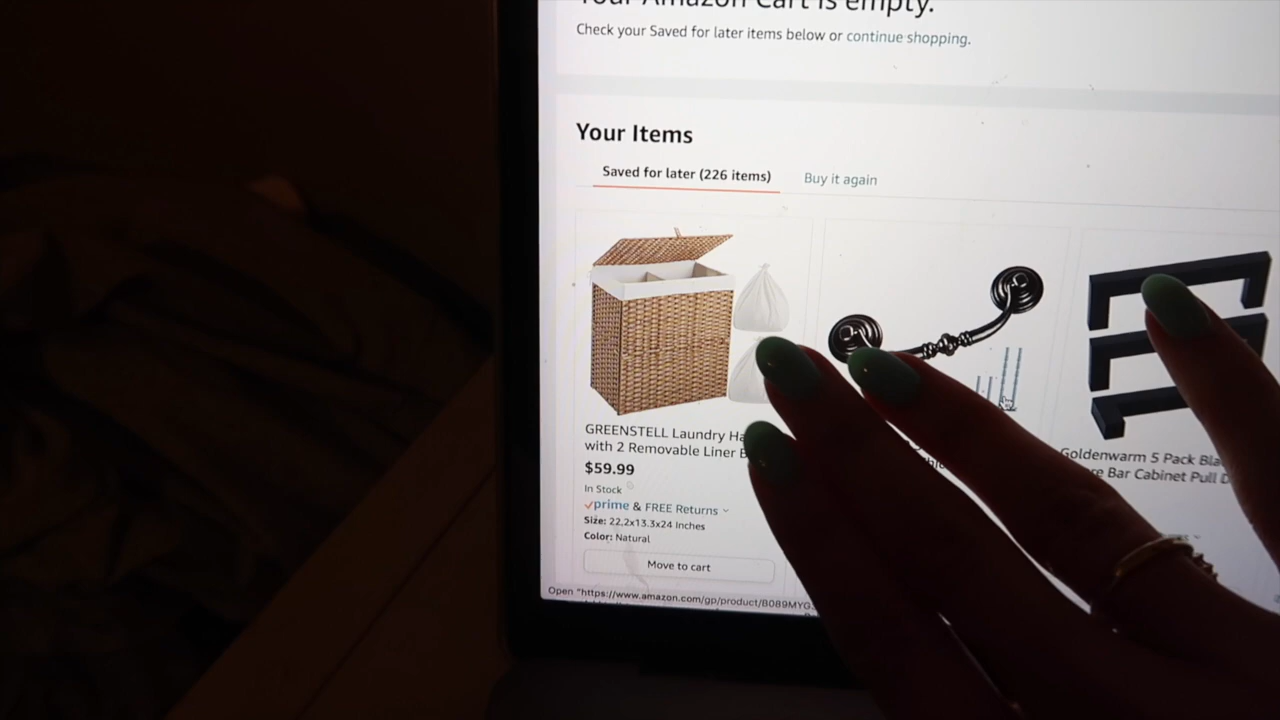 Your Amazon Cart is empty.
Check your Saved for later items below or continue shopping.
Your Items
Saved for later (226 items)
Buy it again
GREENSTELL Laundry
with 2 Removable Liner
$59.99
In Stock
prime & FREE Returns
Size: 22.2x13.3x24 Inches
Color: Natural
Move to cart
Goldenwarm 5 Pack
Bar Cabinet Pull
Open "https://www.amazon.com/gp/product/B089MYG